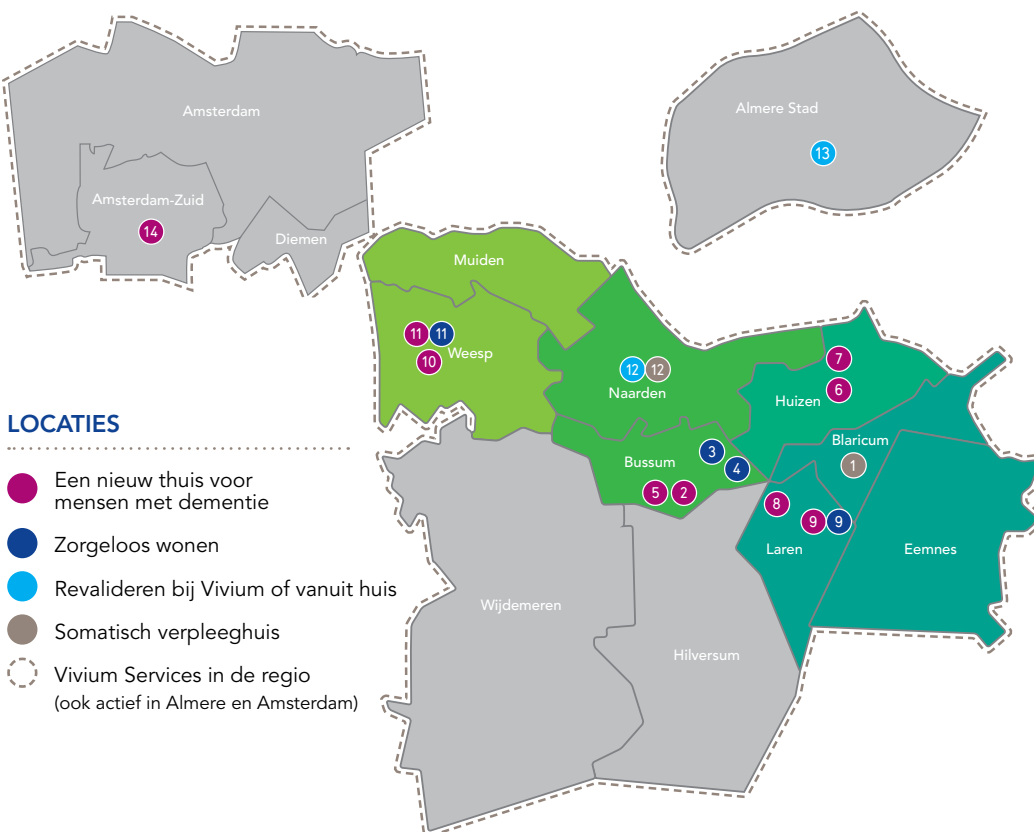 Amsterdam
Almere Stad
13
Amsterdam-Zuid
14
Diemen
Muiden
11
11
Weesp
10
12
12
Naarden
7
6
Huizen
Blaricum
1
3
Bussum
4
5
2
8
9
9
Laren
Eemnes
Wijdemeren
Hilversum
LOCATIES
Een nieuw thuis voor
mensen met dementie
Zorgeloos wonen
Revalideren bij Vivium of vanuit huis
Somatisch verpleeghuis
Vivium Services in de regio
(ook actief in Almere en Amsterdam)